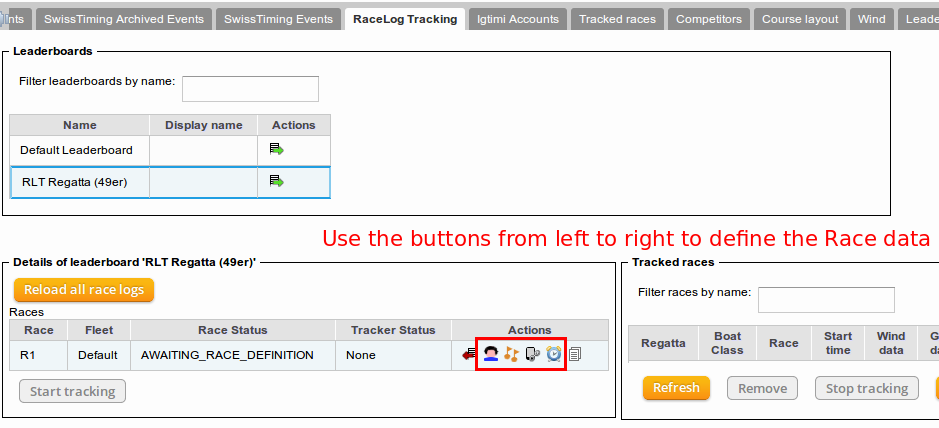 nts SwissTiming Archived Events SwissTiming Events RaceLog Tracking Igtimi Accounts Tracked races Competitors Course layout Wind Leade
Leaderboards
Filter leaderboards by name:
Name Display name Actions
Default Leaderboard
RLT Regatta (49er)
Use the buttons from left to right to define the Race data
Details of leaderboard 'RLT Regatta (49er)'
Reload all race logs
Races
Race Fleet Race Status Tracker Status Actions
R1 Default AWAITING_RACE_DEFINITION None
Start tracking
Tracked races
Filter races by name:
Regatta Boat Class Race Start time Wind data G d
Refresh Remove Stop tracking